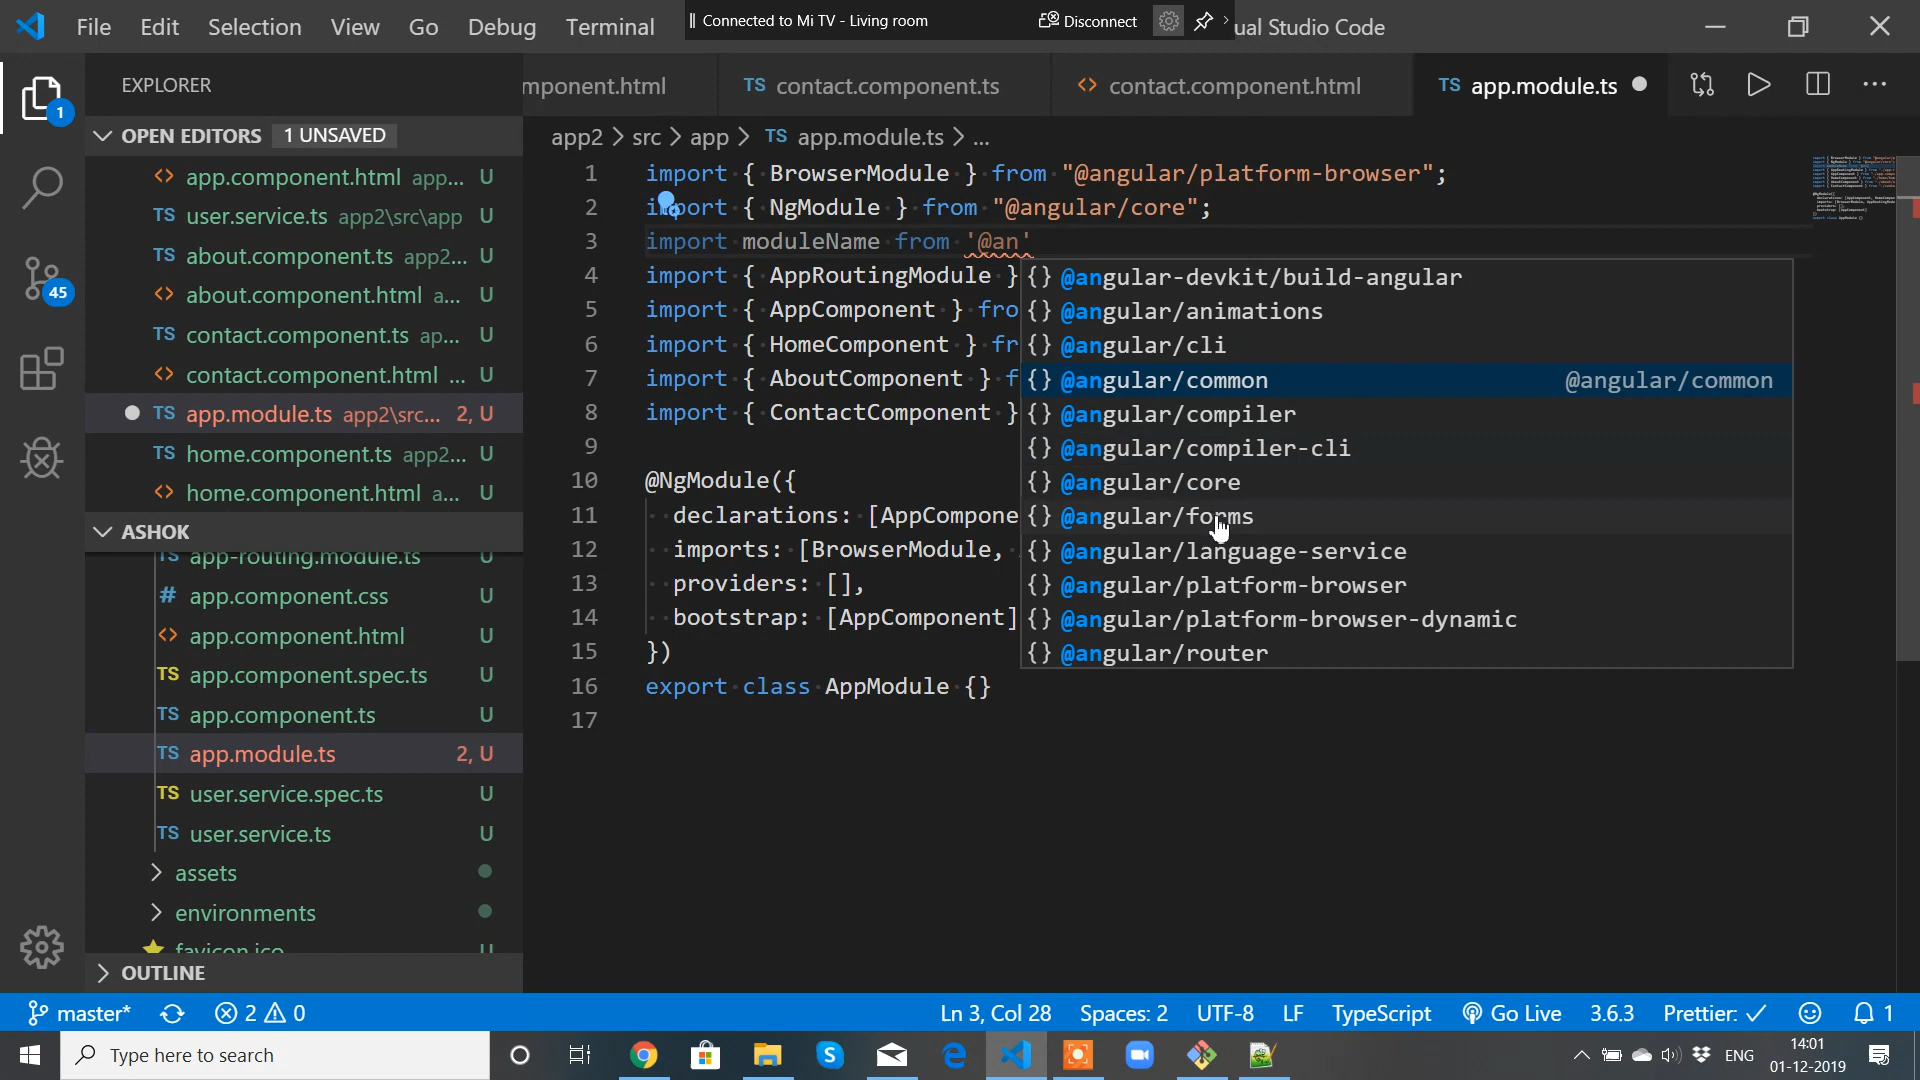 File Edit Selection View Go Debug Terminal
Connected to Mi TV - Living room
Disconnect
ual Studio Code
EXPLORER
mponent.html
TS contact.component.ts
<> contact.component.html
TS app.module.ts
OPEN EDITORS 1 UNSAVED
<> app.component.html app... U
TS user.service.ts app2\src\app U
TS about.component.ts app2... U
<> about.component.html a... U
TS contact.component.ts ap... U
<> contact.component.html ... U
TS app.module.ts app2\src... 2, U
TS home.component.ts app2... U
<> home.component.html a... U
ASHOK
TS app-routing.module.ts U
# app.component.css U
<> app.component.html U
TS app.component.spec.ts U
TS app.component.ts U
TS app.module.ts 2, U
TS user.service.spec.ts U
TS user.service.ts U
assets
environments
favicon.ico U
OUTLINE
1
45
app2 > src > app > TS app.module.ts > ...
1 import { BrowserModule } from "@angular/platform-browser";
2 import { NgModule } from "@angular/core";
3 import moduleName from '@an'
4 import { AppRoutingModule }
5 import { AppComponent } fro
6 import { HomeComponent } fr
7 import { AboutComponent } f
8 import { ContactComponent }
9
10 @NgModule({
11 declarations: [AppCompone
12 imports: [BrowserModule,
13 providers: [],
14 bootstrap: [AppComponent]
15 })
16 export class AppModule {}
17
{} @angular-devkit/build-angular
{} @angular/animations
{} @angular/cli
{} @angular/common @angular/common
{} @angular/compiler
{} @angular/compiler-cli
{} @angular/core
{} @angular/forms
{} @angular/language-service
{} @angular/platform-browser
{} @angular/platform-browser-dynamic
{} @angular/router
master* 2 0 Ln 3, Col 28 Spaces: 2 UTF-8 LF TypeScript Go Live 3.6.3 Prettier: ✓ 1
Type here to search
ENG
14:01
01-12-2019